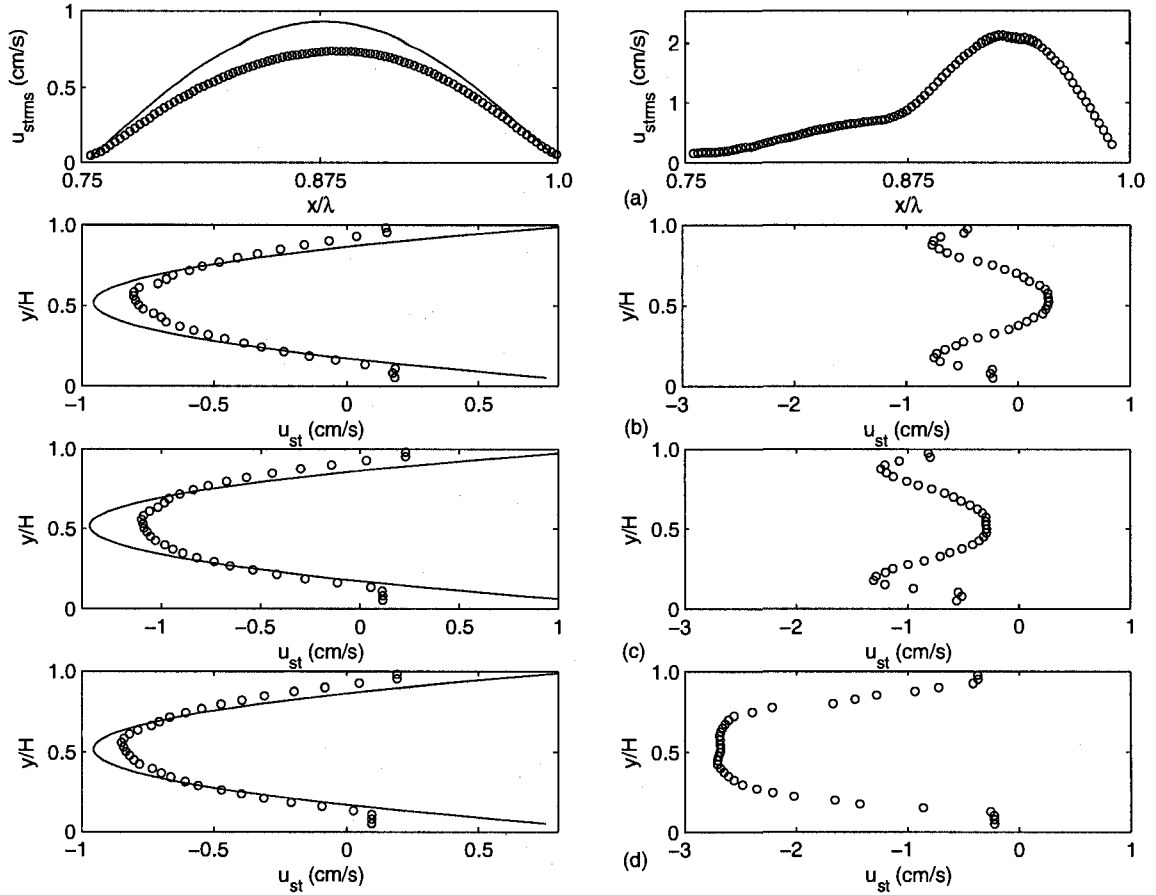 1
0.5
0
u_strms (cm/s)
0.75 0.875 1.0
x/λ
2
1
0
u_strms (cm/s)
0.75 0.875 1.0
x/λ
(a)
1.0
0.5
0
y/H
−1 −0.5 0 0.5
u_st (cm/s)
1.0
0.5
0
y/H
−3 −2 −1 0 1
u_st (cm/s)
(b)
1.0
0.5
0
y/H
−1 −0.5 0 0.5 1
u_st (cm/s)
1.0
0.5
0
y/H
−3 −2 −1 0 1
u_st (cm/s)
(c)
1.0
0.5
0
y/H
−1 −0.5 0 0.5
u_st (cm/s)
1.0
0.5
0
y/H
−3 −2 −1 0 1
u_st (cm/s)
(d)